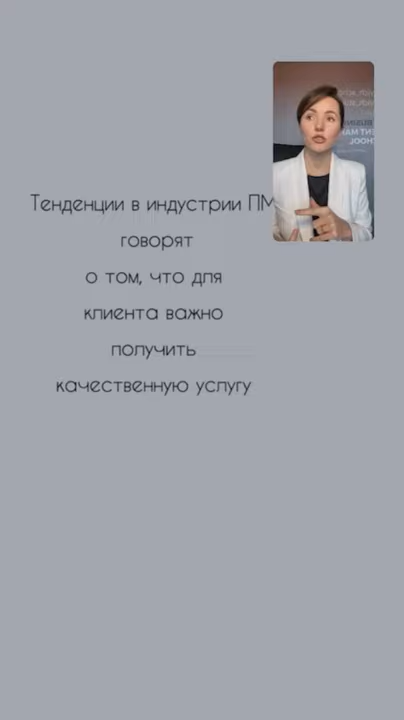 Тенденции в индустрии ПМ
говорят
о том, что для
клиента важно
получить
качественную услугу